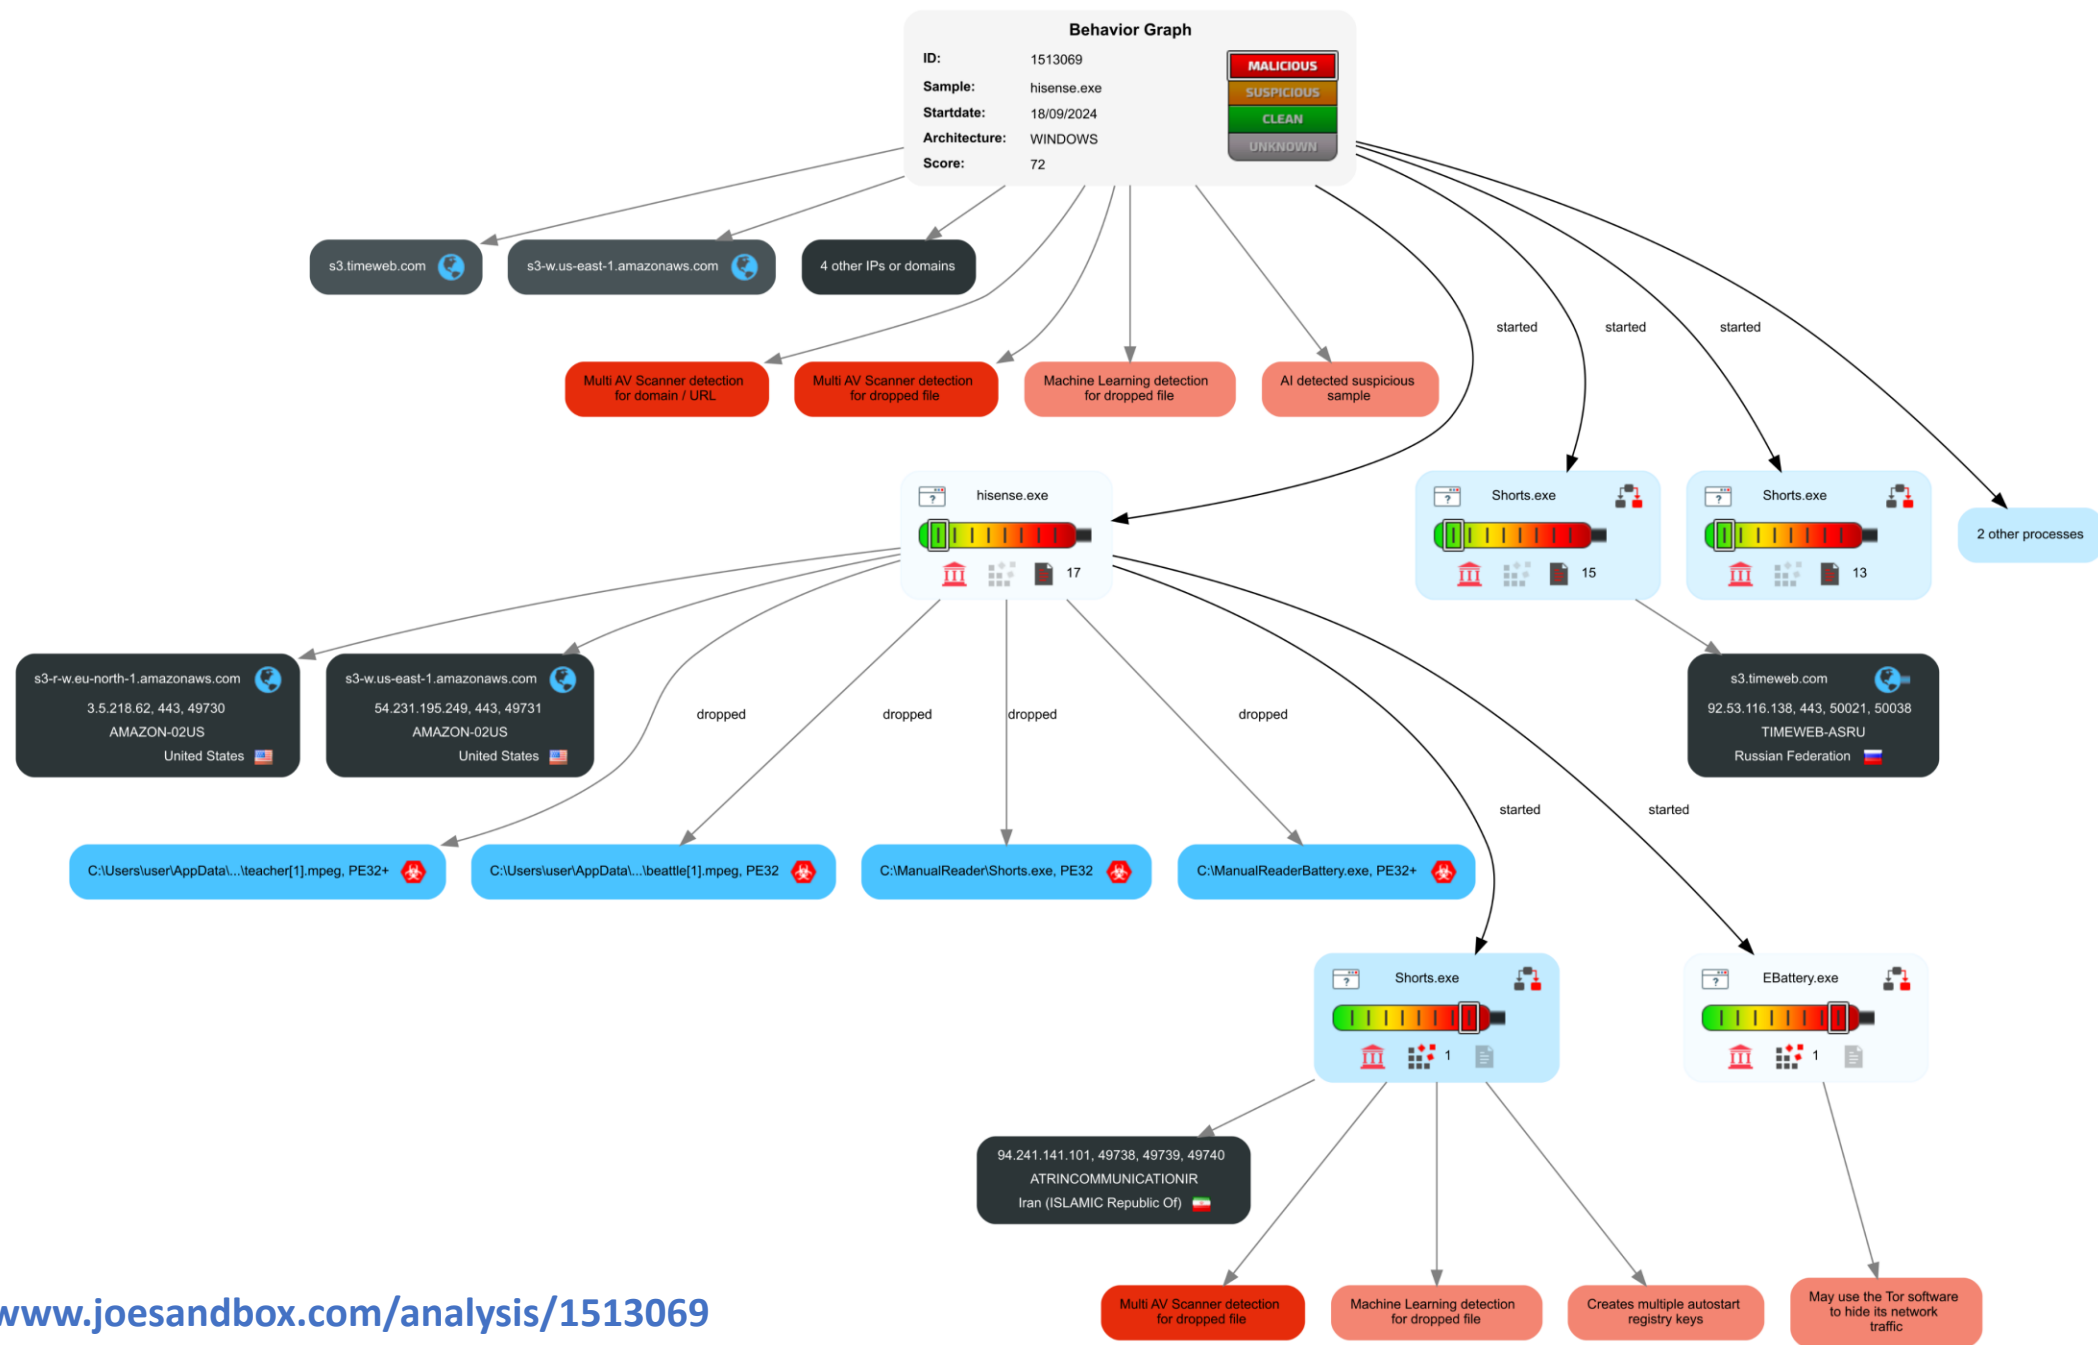 Behavior Graph
ID: 1513069
Sample: hisense.exe
Startdate: 18/09/2024
Architecture: WINDOWS
Score: 72
MALICIOUS
SUSPICIOUS
CLEAN
UNKNOWN
s3.timeweb.com
s3-w.us-east-1.amazonaws.com
4 other IPs or domains
started
started
started
Multi AV Scanner detection
for domain / URL
Multi AV Scanner detection
for dropped file
Machine Learning detection
for dropped file
AI detected suspicious
sample
hisense.exe
?
17
Shorts.exe
?
15
Shorts.exe
?
13
2 other processes
s3-r-w.eu-north-1.amazonaws.com
3.5.218.62, 443, 49730
AMAZON-02US
United States
s3-w.us-east-1.amazonaws.com
54.231.195.249, 443, 49731
AMAZON-02US
United States
dropped
dropped
dropped
dropped
s3.timeweb.com
92.53.116.138, 443, 50021, 50038
TIMEWEB-ASRU
Russian Federation
started
started
C:\Users\user\AppData\...\teacher[1].mpeg, PE32+
C:\Users\user\AppData\...\beattle[1].mpeg, PE32
C:\ManualReader\Shorts.exe, PE32
C:\ManualReaderBattery.exe, PE32+
Shorts.exe
?
1
EBattery.exe
?
1
94.241.141.101, 49738, 49739, 49740
ATRINCOMMUNICATIONIR
Iran (ISLAMIC Republic Of)
Multi AV Scanner detection
for dropped file
Machine Learning detection
for dropped file
Creates multiple autostart
registry keys
May use the Tor software
to hide its network
traffic
www.joesandbox.com/analysis/1513069